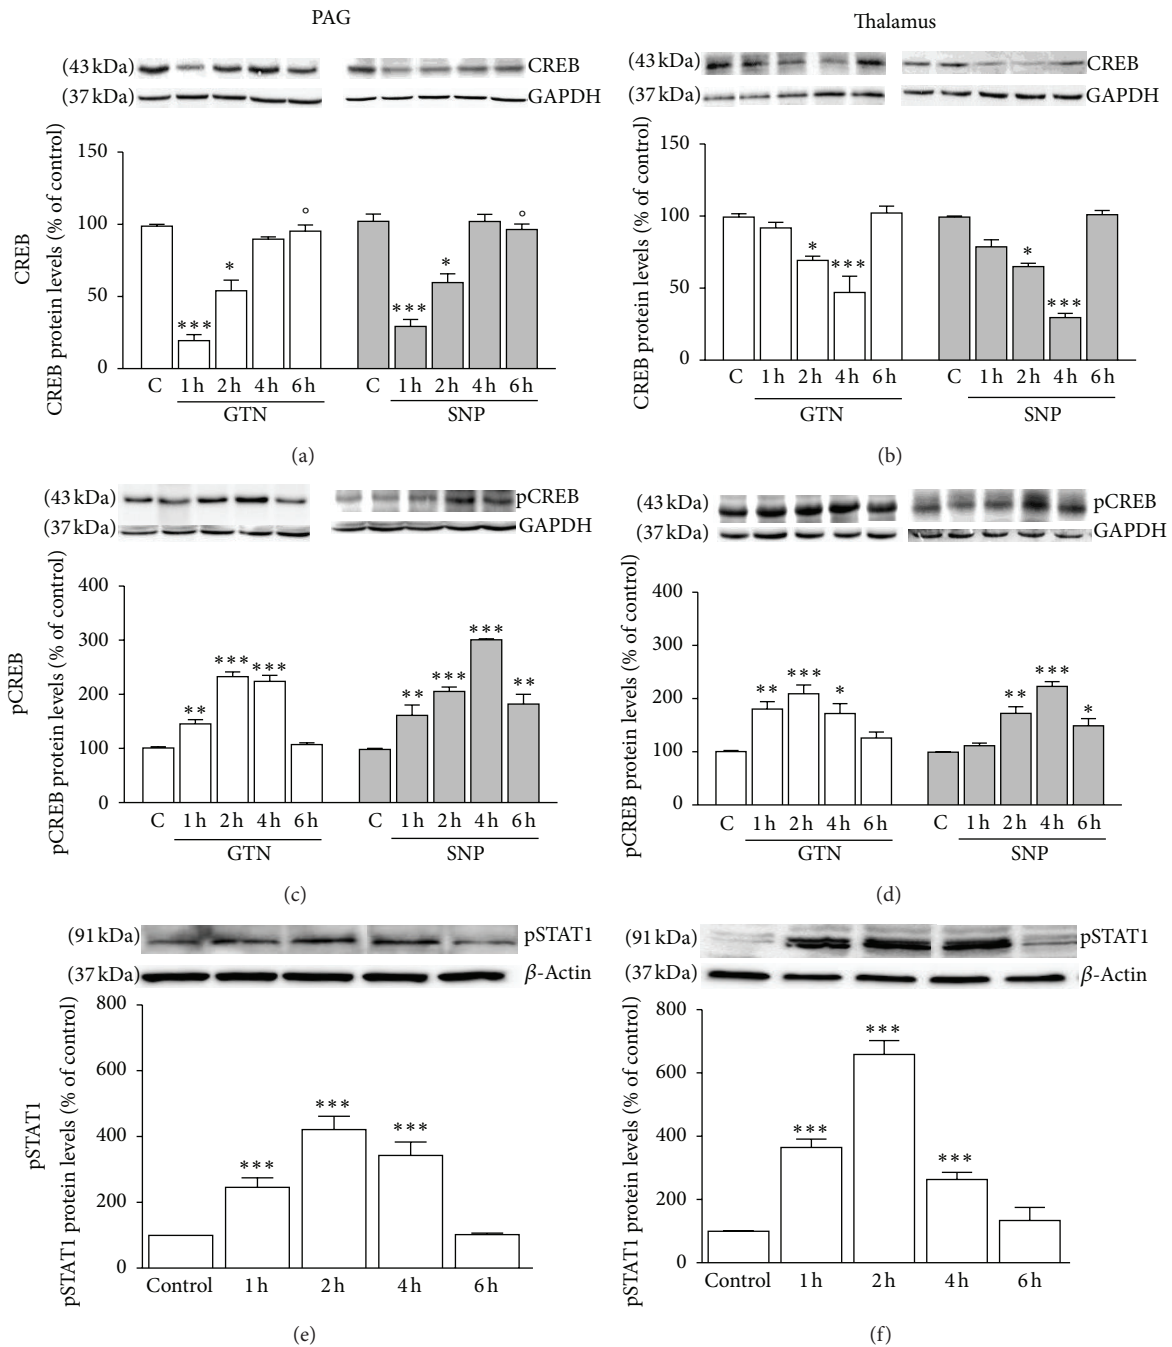 PAG
Thalamus
(43 kDa) CREB
(37 kDa) GAPDH
CREB
CREB protein levels (% of control)
150
100
50
0
*** * ° *** * °
C 1 h 2 h 4 h 6 h C 1 h 2 h 4 h 6 h
GTN SNP
(a)
(43 kDa) CREB
(37 kDa) GAPDH
CREB protein levels (% of control)
150
100
50
0
* *** * ***
C 1 h 2 h 4 h 6 h C 1 h 2 h 4 h 6 h
GTN SNP
(b)
(43 kDa) pCREB
(37 kDa) GAPDH
pCREB
pCREB protein levels (% of control)
400
300
200
100
0
** *** *** ** *** *** **
C 1 h 2 h 4 h 6 h C 1 h 2 h 4 h 6 h
GTN SNP
(c)
(43 kDa) pCREB
(37 kDa) GAPDH
pCREB protein levels (% of control)
400
300
200
100
0
** *** * ** *** *
C 1 h 2 h 4 h 6 h C 1 h 2 h 4 h 6 h
GTN SNP
(d)
(91 kDa) pSTAT1
(37 kDa) β-Actin
pSTAT1
pSTAT1 protein levels (% of control)
800
600
400
200
0
*** *** ***
Control 1 h 2 h 4 h 6 h
(e)
(91 kDa) pSTAT1
(37 kDa) β-Actin
pSTAT1 protein levels (% of control)
800
600
400
200
0
*** *** ***
Control 1 h 2 h 4 h 6 h
(f)